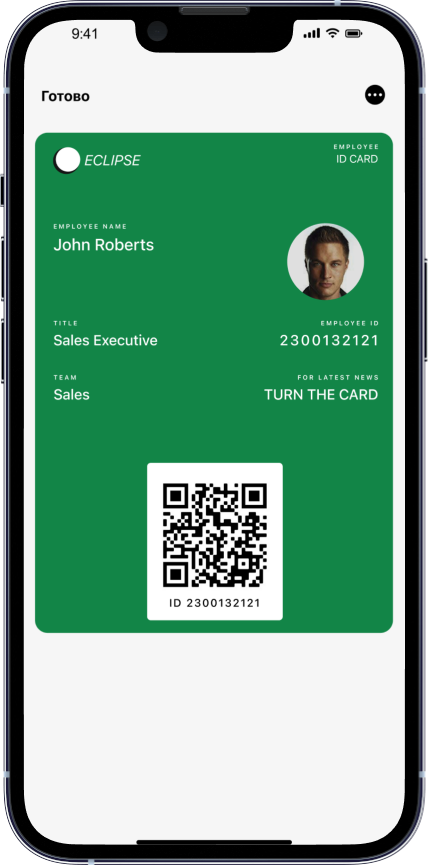 9:41
Готово
ECLIPSE
EMPLOYEE
ID CARD
EMPLOYEE NAME
John Roberts
TITLE
EMPLOYEE ID
Sales Executive
2300132121
TEAM
FOR LATEST NEWS
Sales
TURN THE CARD
ID 2300132121